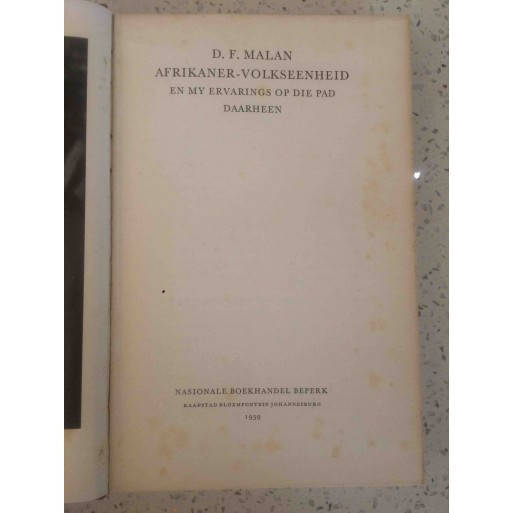 D. F. MALAN
AFRIKANER-VOLKSEENHEID
EN MY ERVARINGS OP DIE PAD
DAARHEEN
NASIONALE BOEKHANDEL BEPERK
KAAPSTAD BLOEMFONTEIN JOHANNESBURG
1959